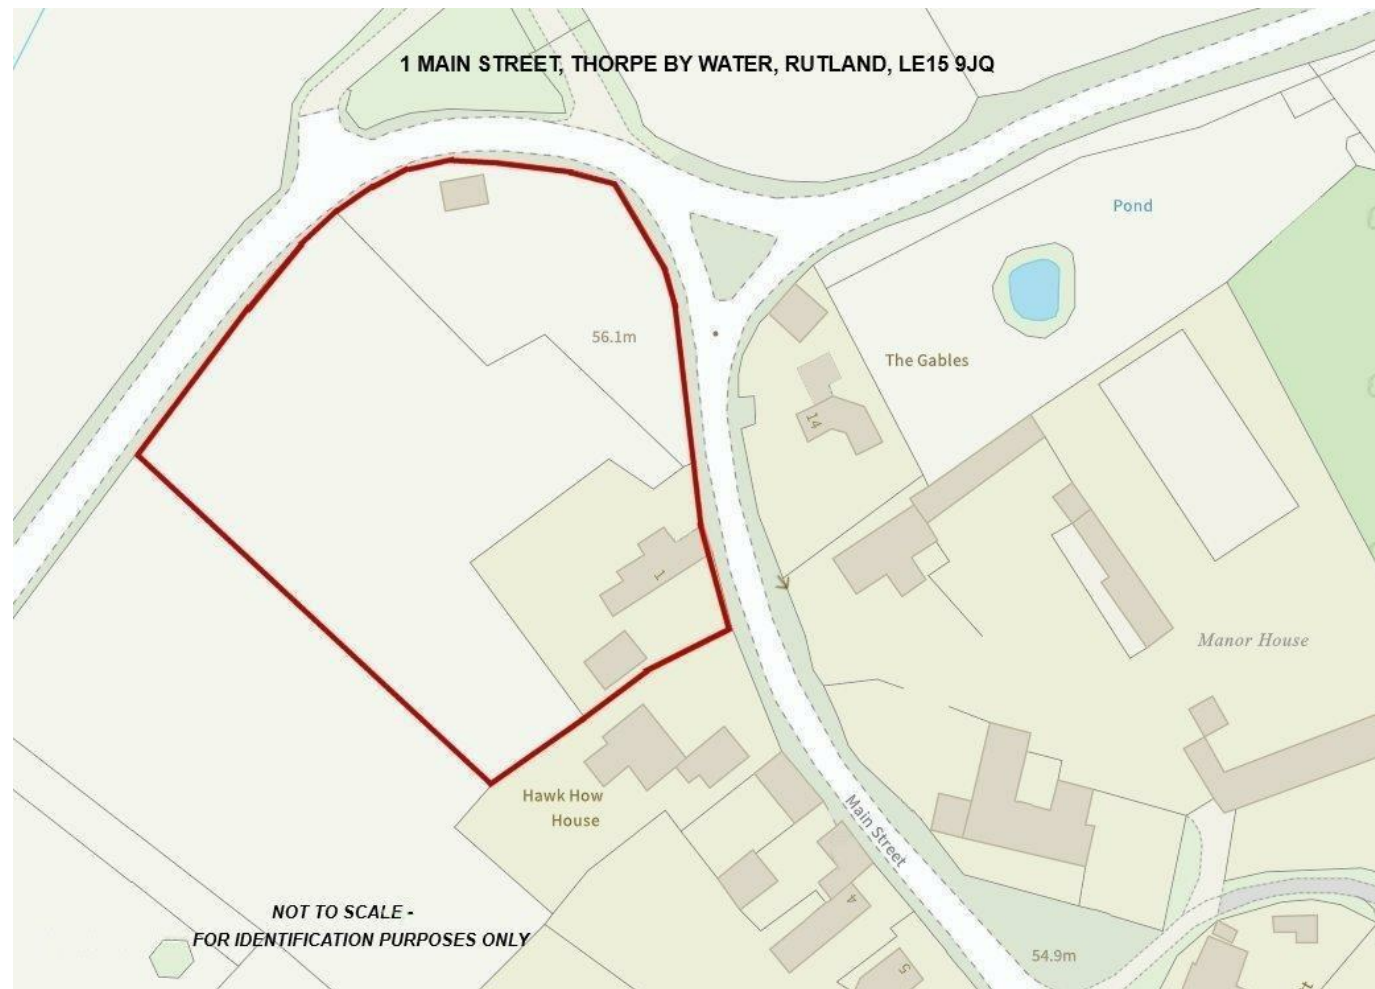 1 MAIN STREET, THORPE BY WATER, RUTLAND, LE15 9JQ
Pond
56.1m
The Gables
14
1
Manor House
Hawk How
House
Main Street
4
NOT TO SCALE -
FOR IDENTIFICATION PURPOSES ONLY
54.9m
5